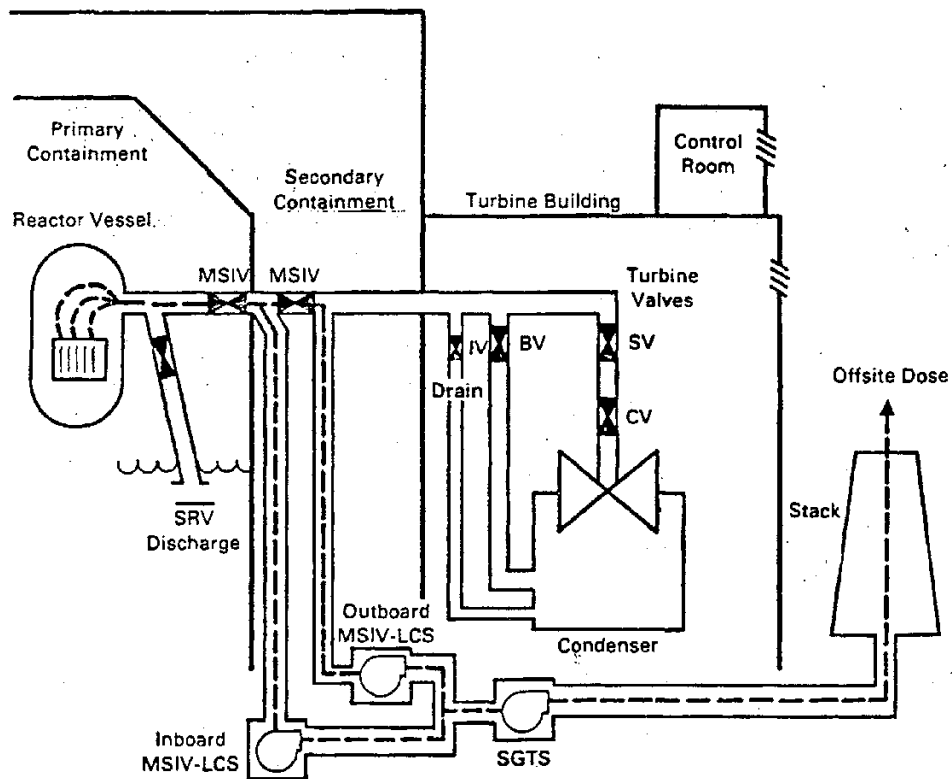 Primary
Containment
Secondary
Containment
Control
Room
Turbine Building
Reactor Vessel
MSIV
MSIV
Turbine
Valves
IV
BV
SV
Drain
CV
Offsite Dose
Stack
SRV
Discharge
Outboard
MSIV-LCS
Condenser
Inboard
MSIV-LCS
SGTS